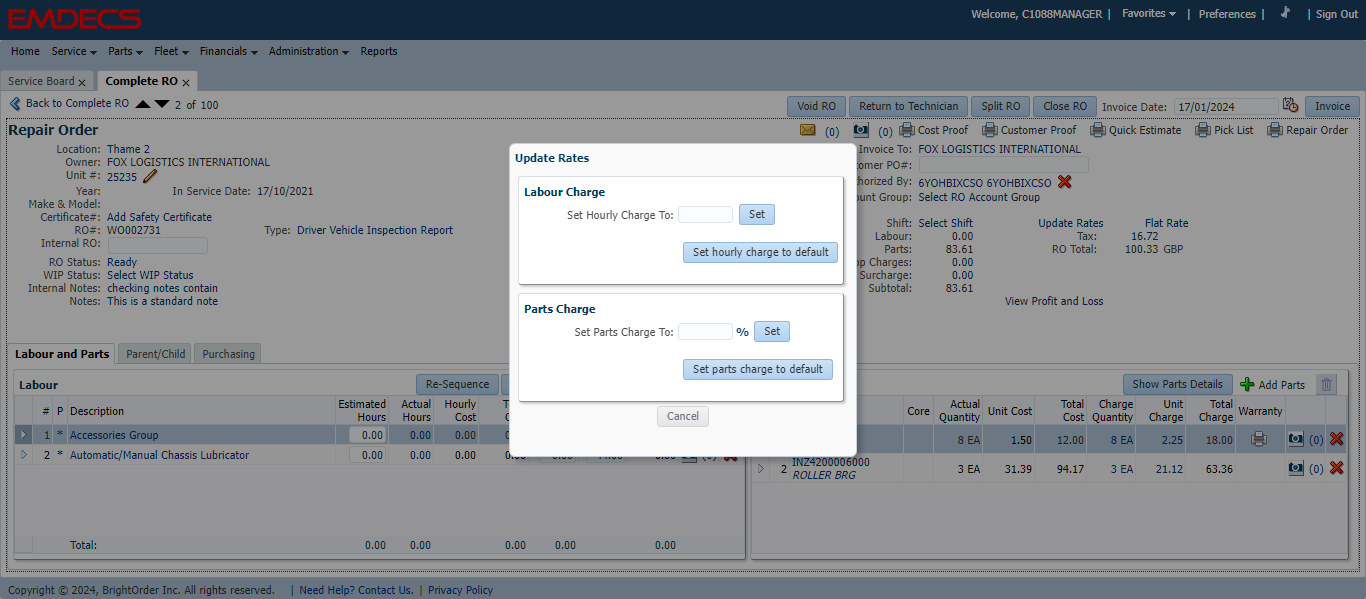 EMDECS
Welcome, C1088MANAGER | Favorites | Preferences | | Sign Out
Home Service Parts Fleet Financials Administration Reports
Service Board x Complete RO x
Back to Complete RO 2 of 100
Void RO Return to Technician Split RO Close RO Invoice Date: 17/01/2024 Invoice
Repair Order
(0) (0) Cost Proof Customer Proof Quick Estimate Pick List Repair Order
Location: Thame 2
Owner: FOX LOGISTICS INTERNATIONAL
Unit #: 25235
Year: In Service Date: 17/10/2021
Make & Model:
Certificate#: Add Safety Certificate
RO#: WO002731 Type: Driver Vehicle Inspection Report
Internal RO:
RO Status: Ready
WIP Status: Select WIP Status
Internal Notes: checking notes contain
Notes: This is a standard note
Invoice To: FOX LOGISTICS INTERNATIONAL
omer PO#:
horized By: 6YOHBIXCSO 6YOHBIXCSO
unt Group: Select RO Account Group
Shift: Select Shift Update Rates Flat Rate
Labour: 0.00 Tax: 16.72
Parts: 83.61 RO Total: 100.33 GBP
op Charges: 0.00
Surcharge: 0.00
Subtotal: 83.61
View Profit and Loss
Update Rates
Labour Charge
Set Hourly Charge To: Set
Set hourly charge to default
Parts Charge
Set Parts Charge To: % Set
Set parts charge to default
Cancel
Labour and Parts Parent/Child Purchasing
Labour Re-Sequence
# P Description Estimated Hours Actual Hours Hourly Cost
1 * Accessories Group 0.00 0.00 0.00
2 * Automatic/Manual Chassis Lubricator 0.00 0.00 0.00
Total: 0.00 0.00 0.00 0.00 0.00
Show Parts Details Add Parts
Core Actual Quantity Unit Cost Total Cost Charge Quantity Unit Charge Total Charge Warranty
8 EA 1.50 12.00 8 EA 2.25 18.00 (0)
2 INZ4200006000 3 EA 31.39 94.17 3 EA 21.12 63.36 (0)
ROLLER BRG
Copyright © 2024, BrightOrder Inc. All rights reserved. | Need Help? Contact Us. | Privacy Policy